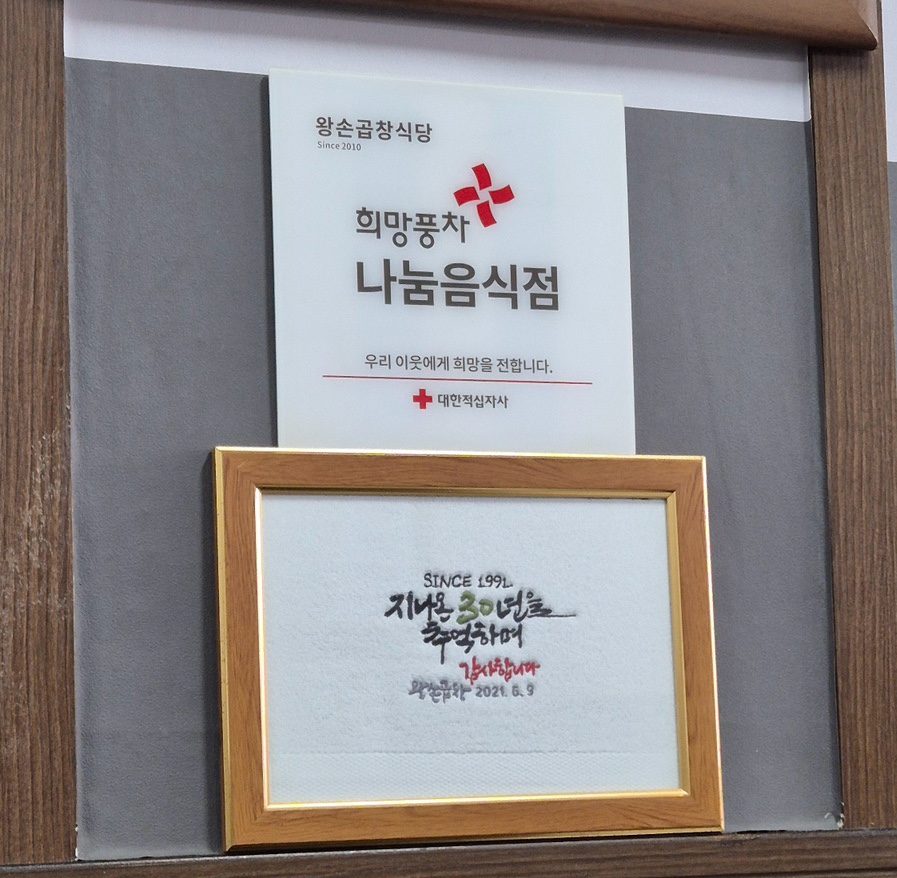 왕손곱창식당
Since 2010
희망풍차
나눔음식점
우리 이웃에게 희망을 전합니다.
대한적십자사
SINCE 1991
지나온 30년을
추억하며
감사합니다
왕손곱창 2021. 6. 9